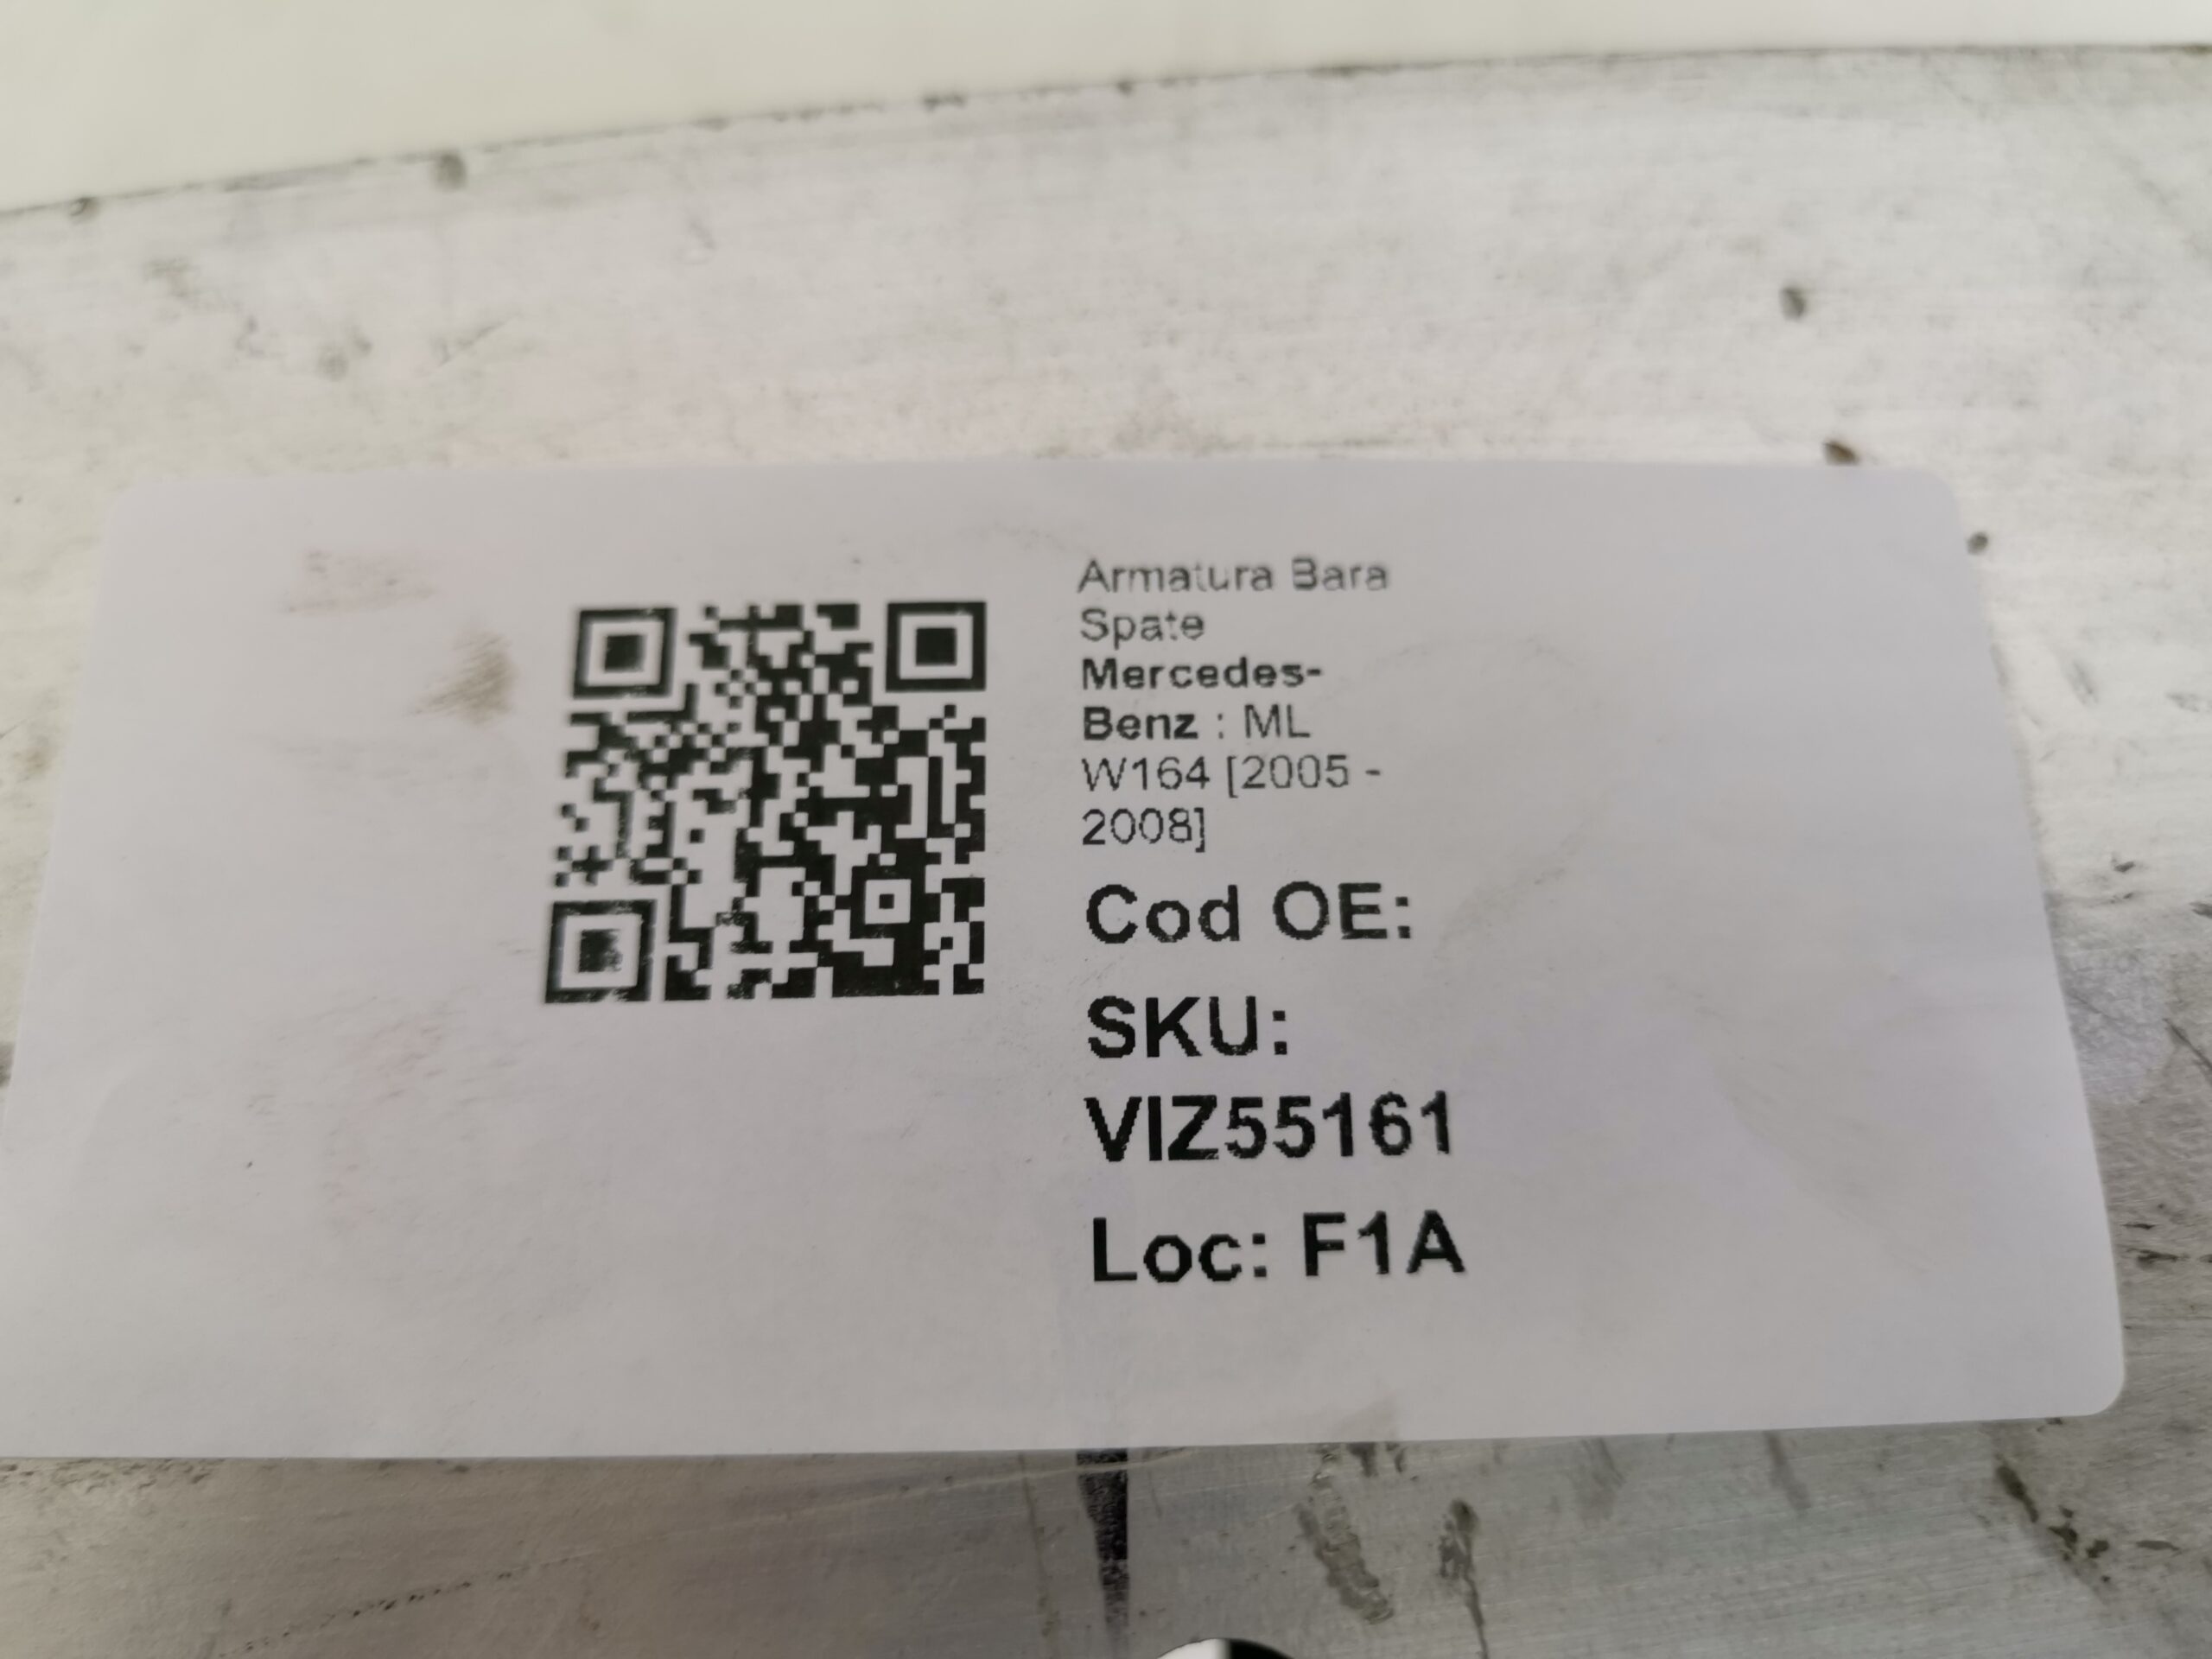 Armatura Bara
Spate
Mercedes-
Benz : ML
W164 [2005 -
2008]
Cod OE:
SKU:
VIZ55161
Loc: F1A